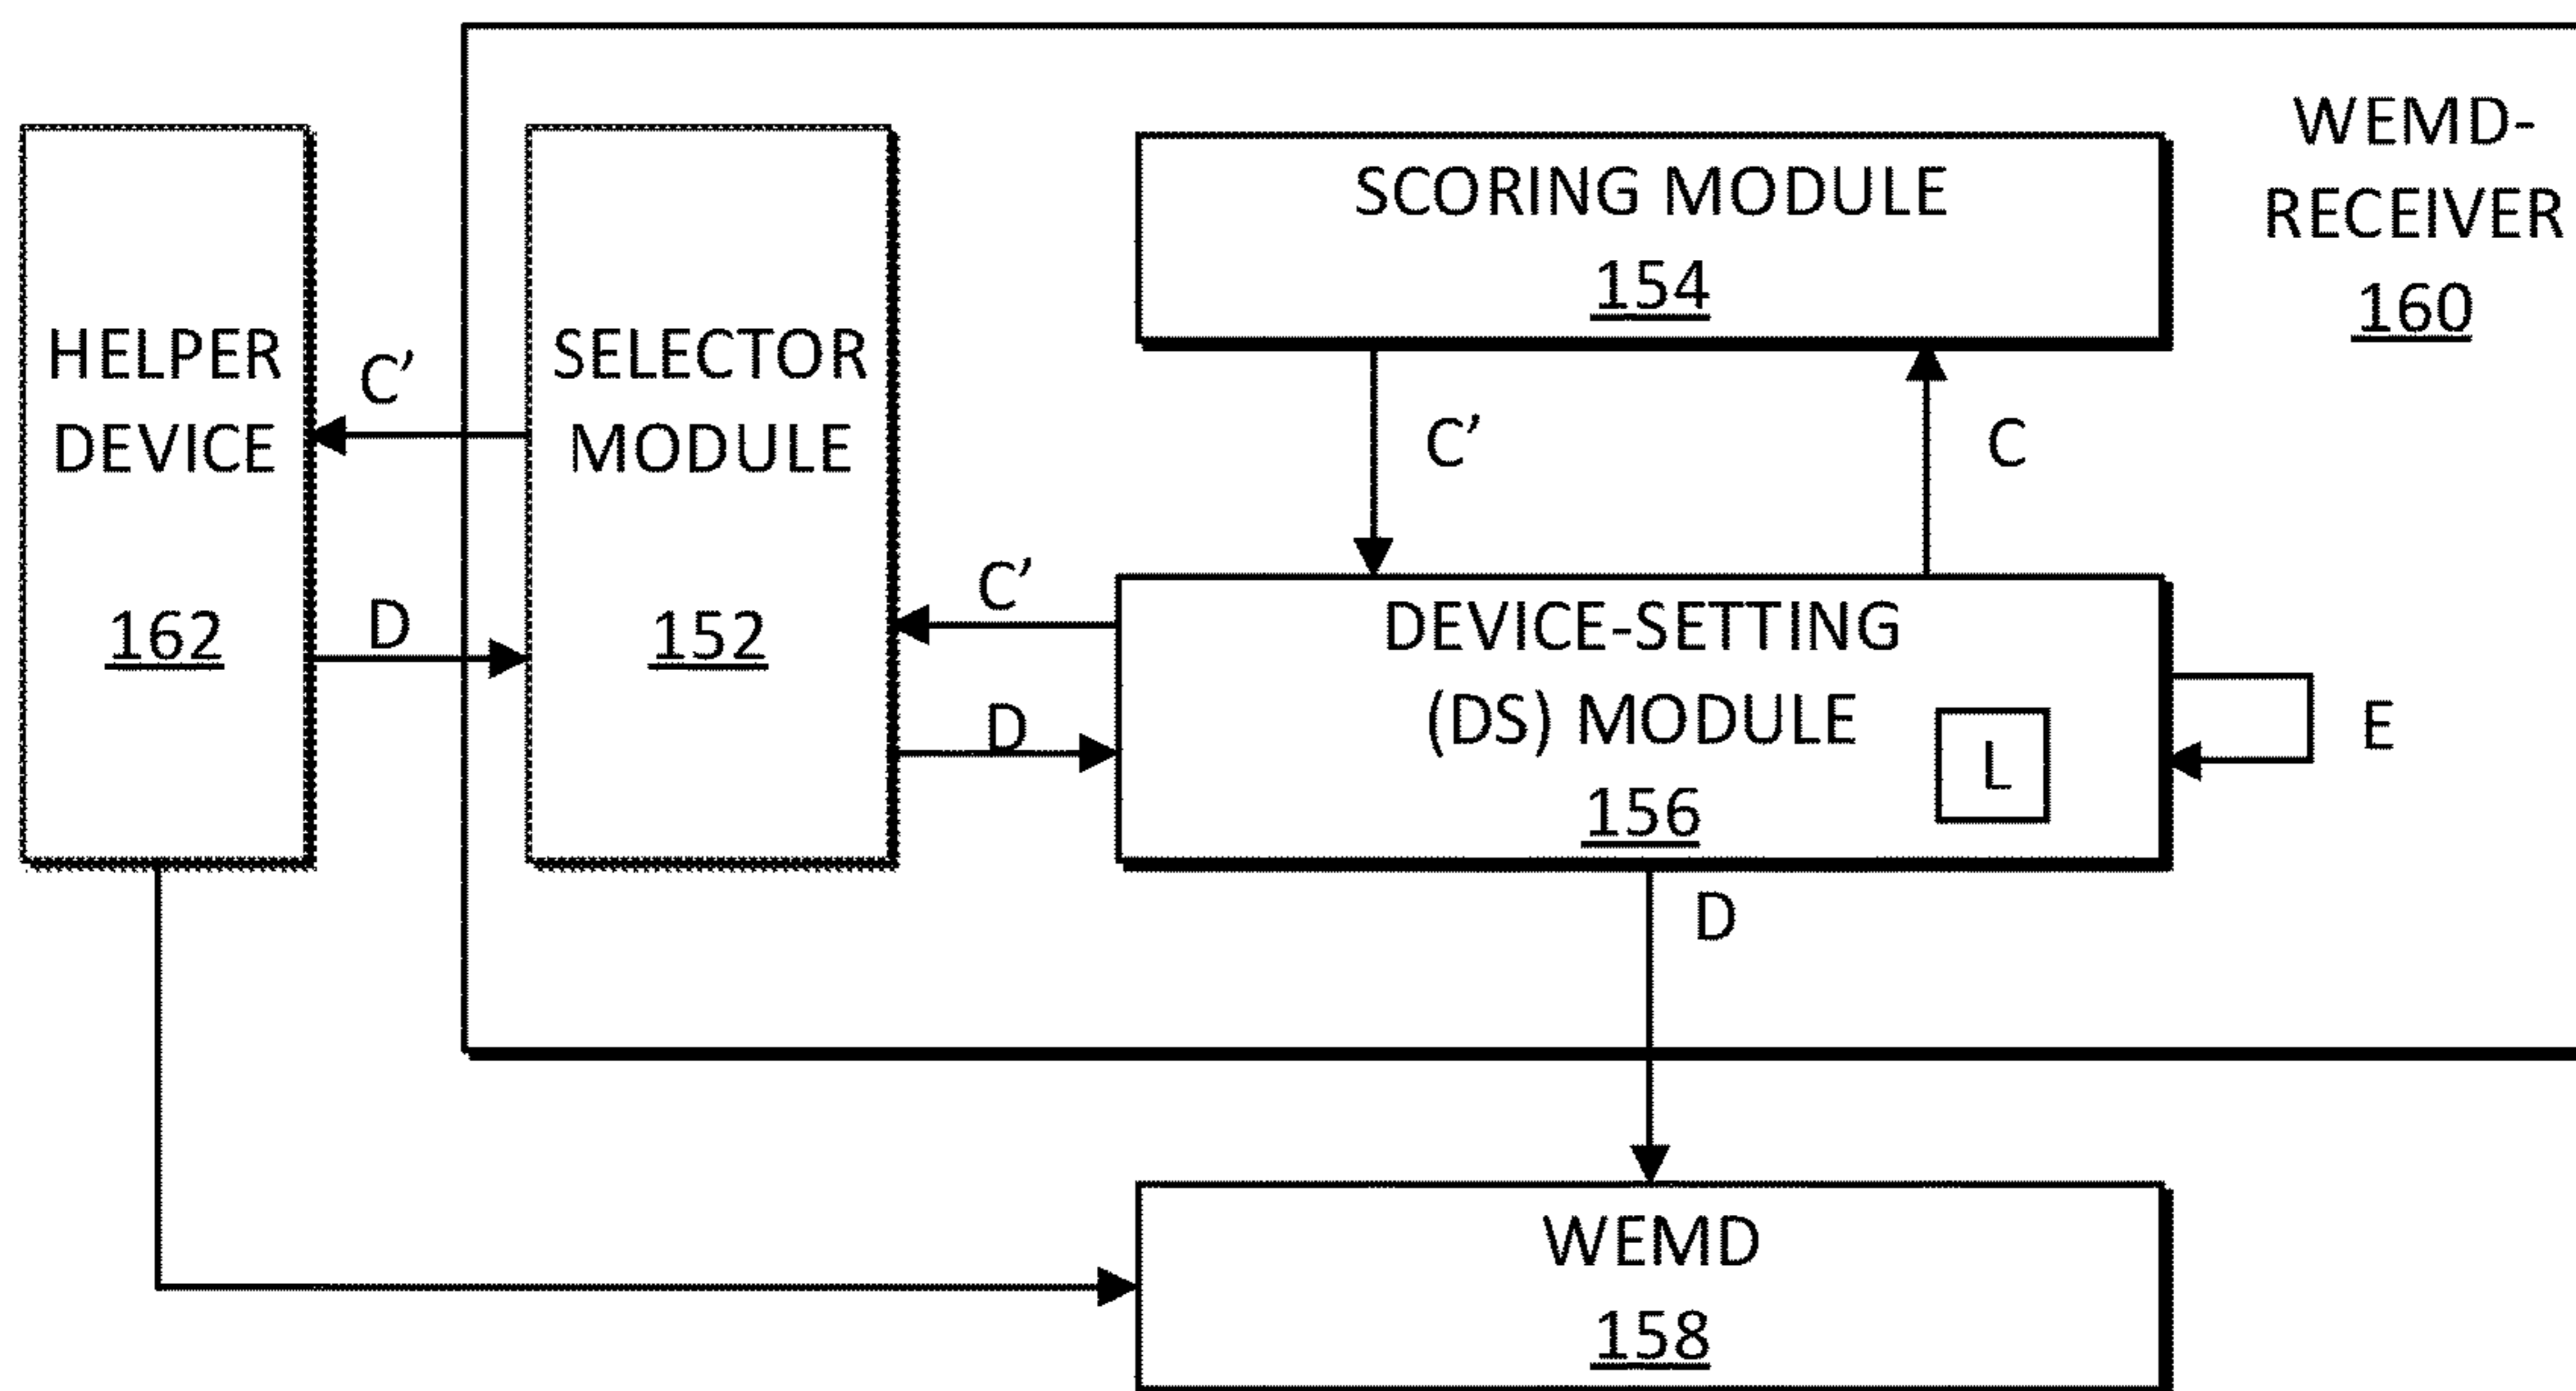 WEMD-
RECEIVER
160
HELPER
DEVICE
162
C'
D
SELECTOR
MODULE
152
C'
D
SCORING MODULE
154
C'
C
DEVICE-SETTING
(DS) MODULE
156
L
E
D
WEMD
158